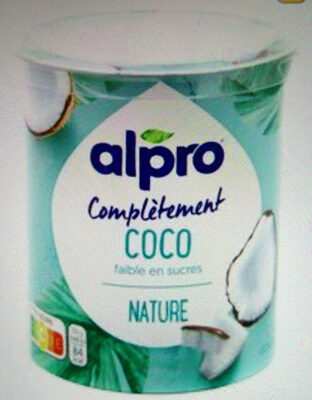 alpro
Complètement
COCO
faible en sucres
NATURE